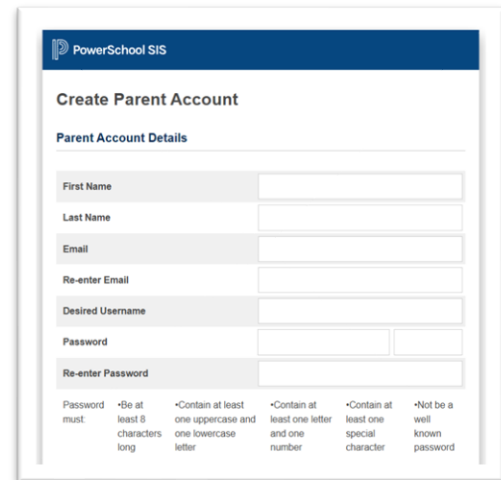 PowerSchool SIS
Create Parent Account
Parent Account Details
First Name
Last Name
Email
Re-enter Email
Desired Username
Password
Re-enter Password
Password must:
•Be at least 8 characters long
•Contain at least one uppercase and one lowercase letter
•Contain at least one letter and one number
•Contain at least one special character
•Not be a well known password